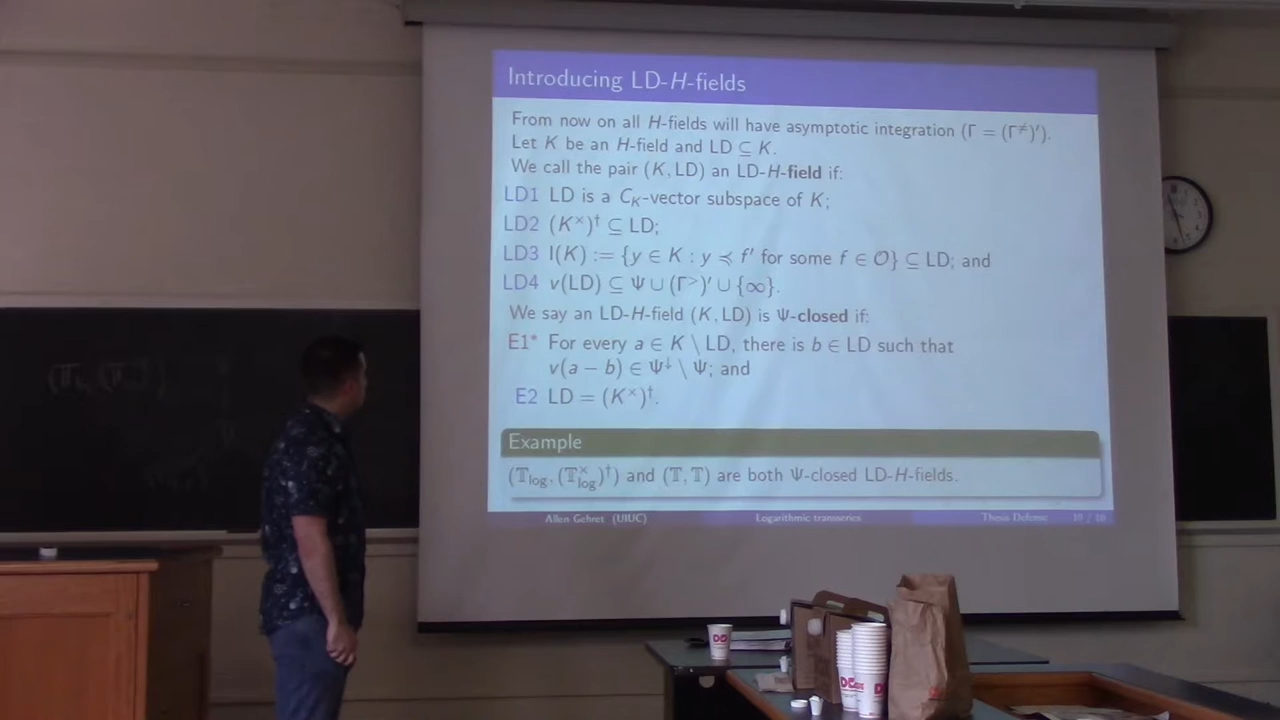 Introducing LD-H-fields
From now on all H-fields will have asymptotic integration (Γ = (Γ^≠)′).
Let K be an H-field and LD ⊆ K.
We call the pair (K, LD) an LD-H-field if:
LD1 LD is a C_K-vector subspace of K;
LD2 (K^×)^† ⊆ LD;
LD3 I(K) := {y ∈ K : y ≼ f′ for some f ∈ 𝒪} ⊆ LD; and
LD4 v(LD) ⊆ Ψ ∪ (Γ^>)′ ∪ {∞}.
We say an LD-H-field (K, LD) is Ψ-closed if:
E1* For every a ∈ K \ LD, there is b ∈ LD such that
v(a − b) ∈ Ψ^↓ \ Ψ; and
E2 LD = (K^×)^†.
Example
(𝕋_log, (𝕋_log^×)^†) and (𝕋, 𝕋) are both Ψ-closed LD-H-fields.
Allen Gehret (UIUC) Logarithmic transseries Thesis Defense